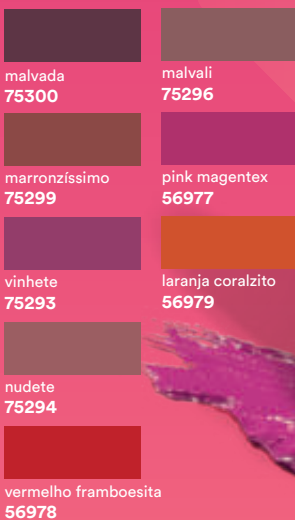 malvada
75300
malvali
75296
marronzíssimo
75299
pink magentex
56977
vinhete
75293
laranja coralzito
56979
nudete
75294
vermelho framboesita
56978